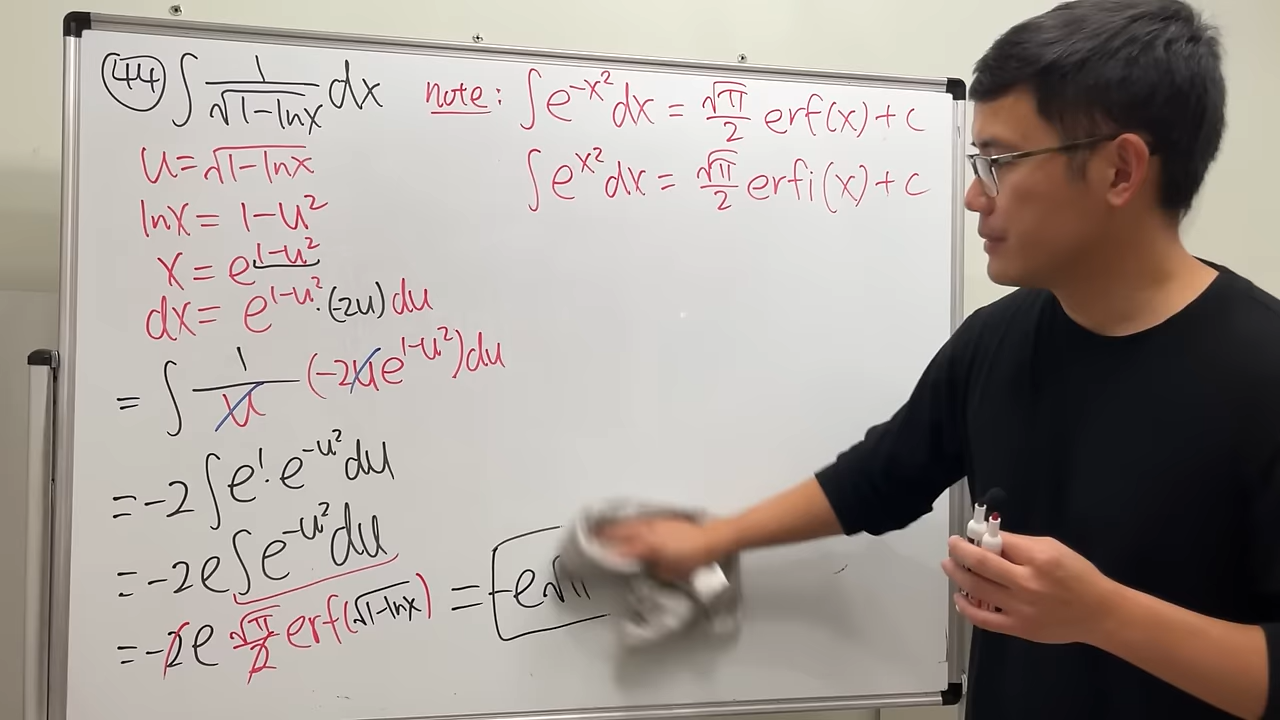 44 ∫ 1/√(1-lnx) dx
note: ∫e^(-x²)dx = √π/2 erf(x)+c
∫e^(x²)dx = √π/2 erfi(x)+c
u=√(1-lnx)
lnx = 1-u²
x = e^(1-u²)
dx = e^(1-u²)·(-2u)du
= ∫ 1/u (-2ue^(1-u²))du
= -2∫e¹·e^(-u²)du
= -2e∫e^(-u²)du
= -2e √π/2 erf(√(1-lnx)) = -e√π